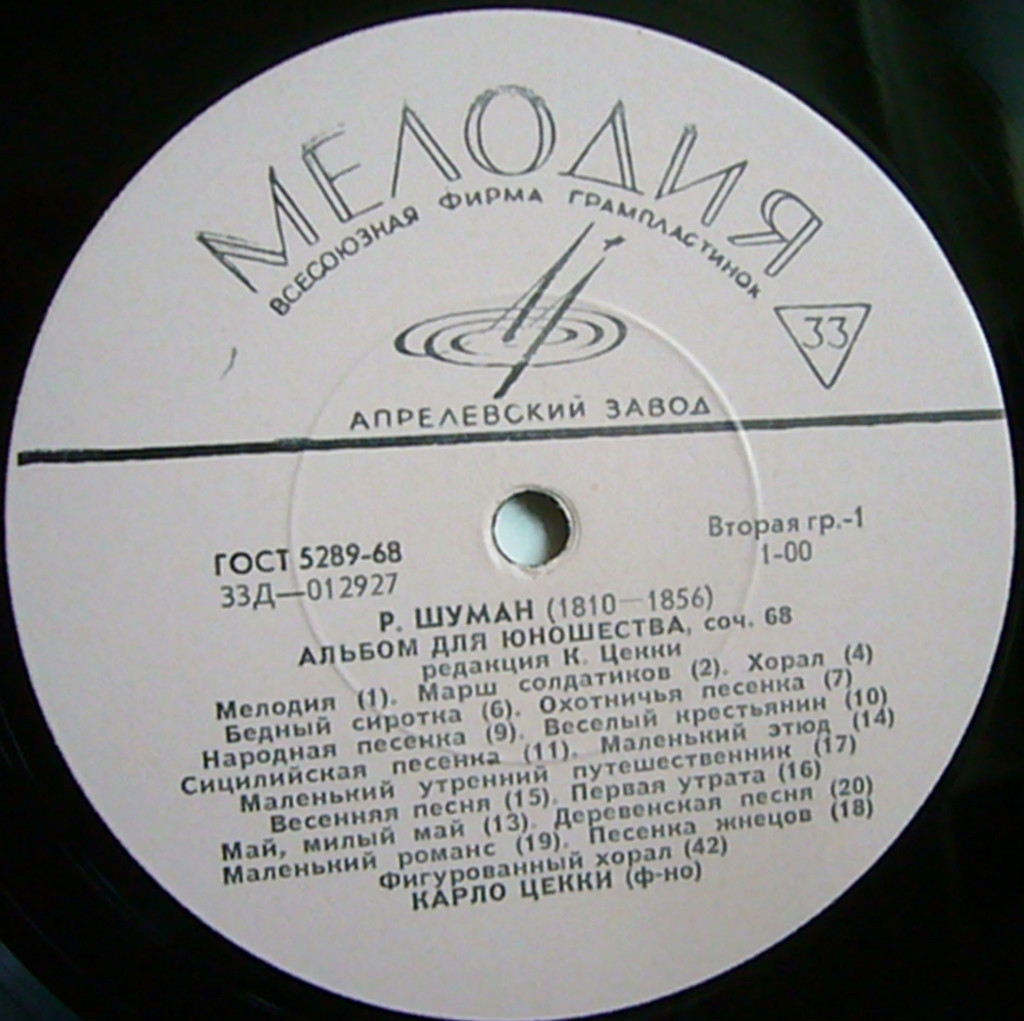 МЕЛОДИЯ
ВСЕСОЮЗНАЯ ФИРМА ГРАМПЛАСТИНОК
33
АПРЕЛЕВСКИЙ ЗАВОД
ГОСТ 5289-68
Вторая гр.-1
33Д—012927
1-00
Р. ШУМАН (1810—1856)
АЛЬБОМ ДЛЯ ЮНОШЕСТВА, соч. 68
редакция К. Цекки
Мелодия (1). Марш солдатиков (2). Хорал (4)
Бедный сиротка (6). Охотничья песенка (7)
Народная песенка (9). Веселый крестьянин (10)
Сицилийская песенка (11). Маленький этюд (14)
Маленький утренний путешественник (17)
Весенняя песня (15). Первая утрата (16)
Май, милый май (13). Деревенская песня (20)
Маленький романс (19). Песенка жнецов (18)
Фигурованный хорал (42)
КАРЛО ЦЕККИ (ф-но)